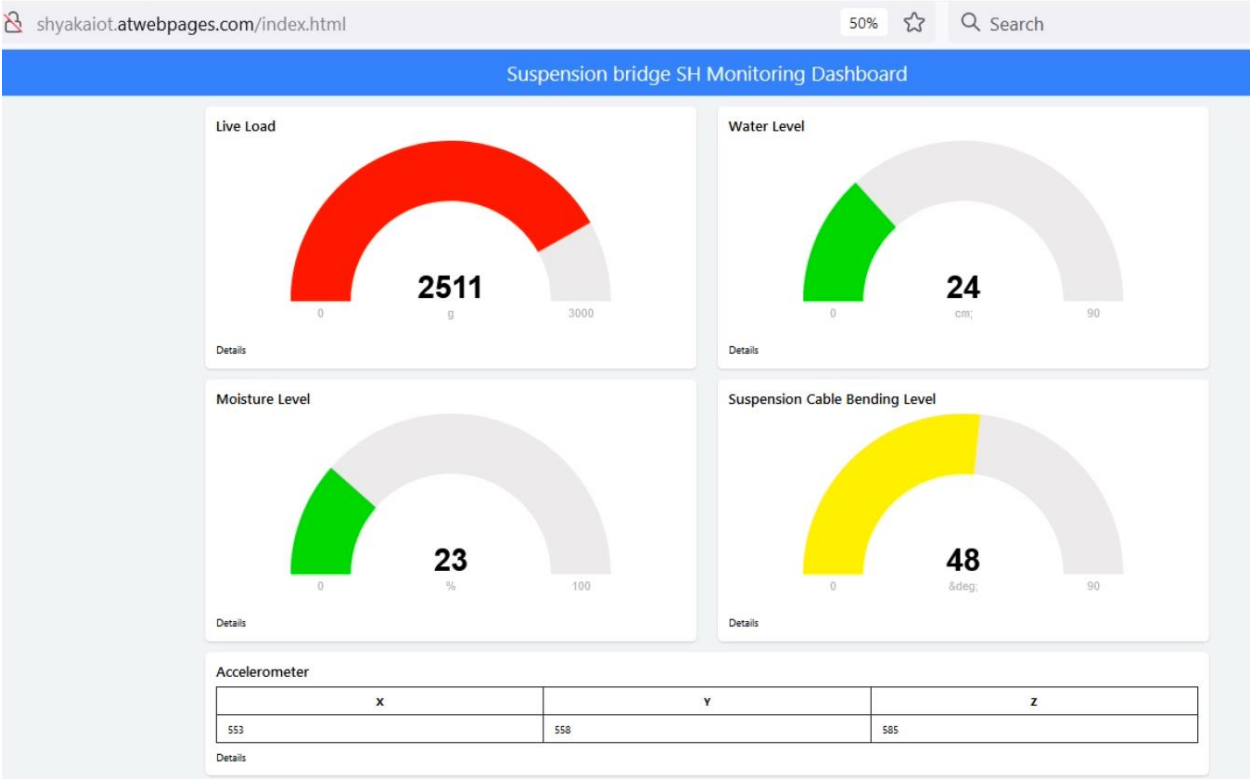 shyakaiot.atwebpages.com/index.html 50% Search
Suspension bridge SH Monitoring Dashboard
Live Load
2511
0 g 3000
Details
Water Level
24
0 cm; 90
Details
Moisture Level
23
0 % 100
Details
Suspension Cable Bending Level
48
0 &deg; 90
Details
Accelerometer
X Y Z
553 558 585
Details